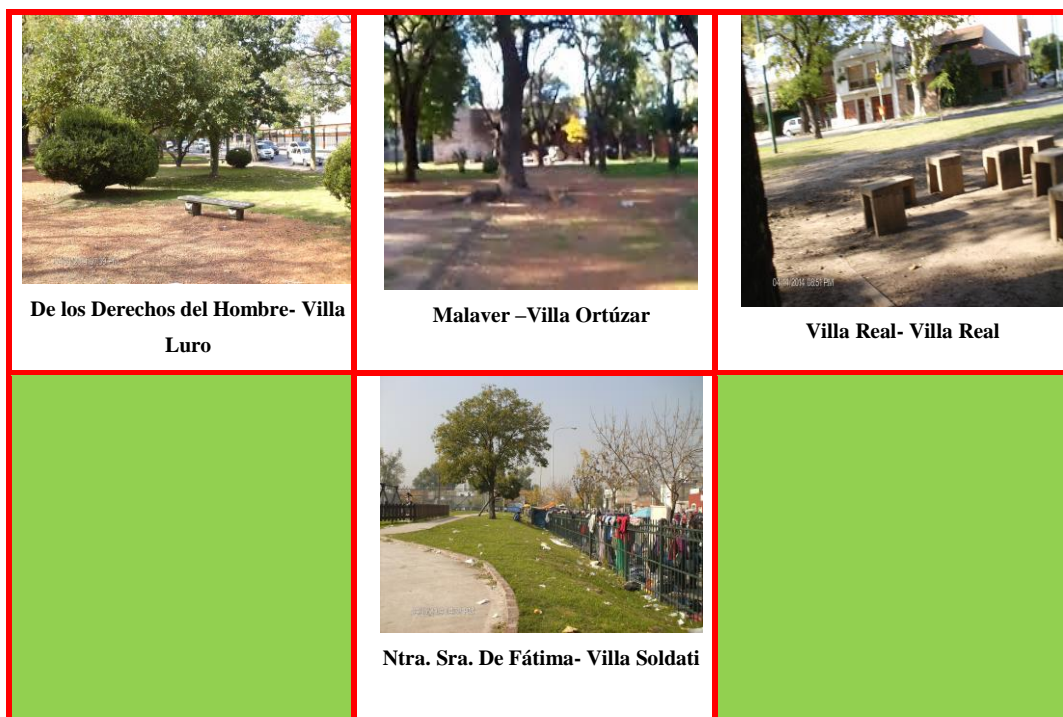 De los Derechos del Hombre- Villa
Luro
Malaver –Villa Ortúzar
Villa Real- Villa Real
Ntra. Sra. De Fátima- Villa Soldati